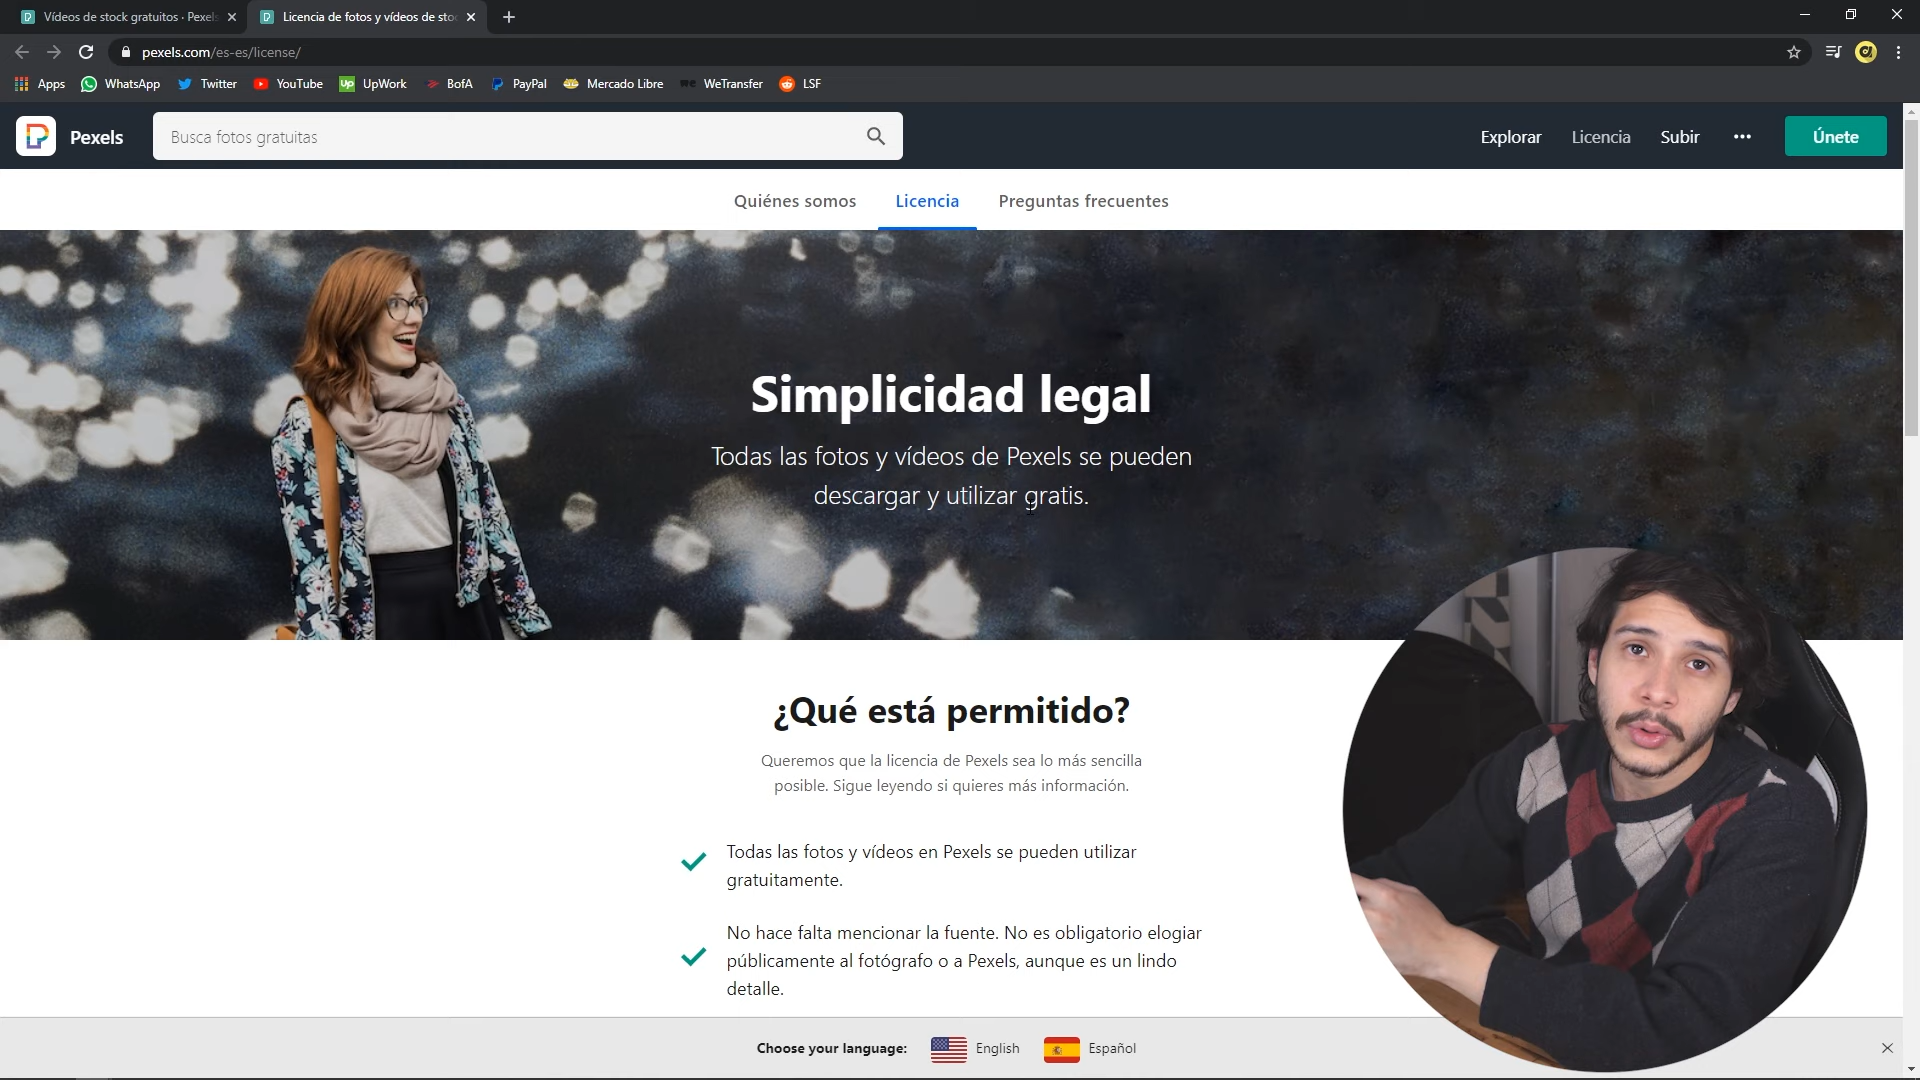 Vídeos de stock gratuitos · Pexels
Licencia de fotos y vídeos de stoc
pexels.com/es-es/license/
Apps WhatsApp Twitter YouTube UpWork BofA PayPal Mercado Libre WeTransfer LSF
Pexels
Busca fotos gratuitas
Explorar Licencia Subir ••• Únete
Quiénes somos Licencia Preguntas frecuentes
Simplicidad legal
Todas las fotos y vídeos de Pexels se pueden
descargar y utilizar gratis.
¿Qué está permitido?
Queremos que la licencia de Pexels sea lo más sencilla
posible. Sigue leyendo si quieres más información.
Todas las fotos y vídeos en Pexels se pueden utilizar
gratuitamente.
No hace falta mencionar la fuente. No es obligatorio elogiar
públicamente al fotógrafo o a Pexels, aunque es un lindo
detalle.
Choose your language: English Español